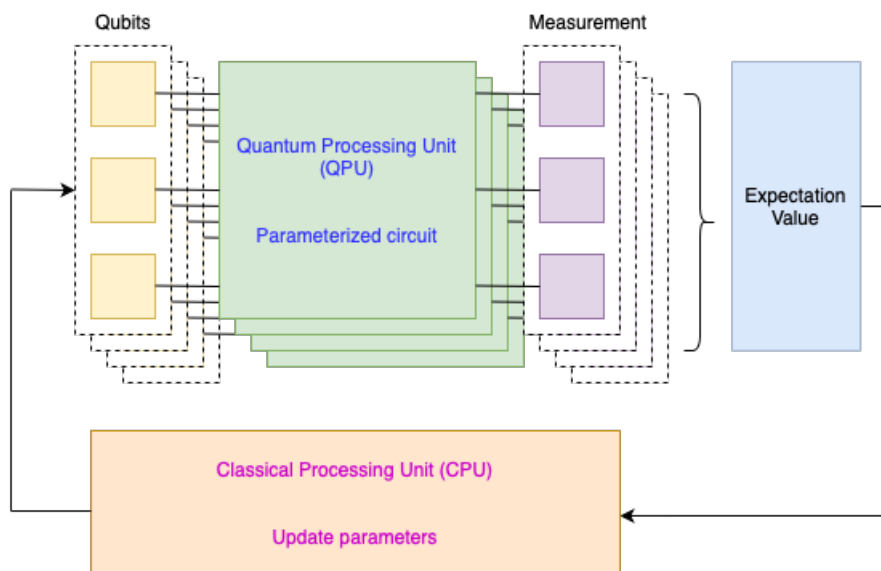 Qubits
Measurement
Quantum Processing Unit
(QPU)
Parameterized circuit
Expectation
Value
Classical Processing Unit (CPU)
Update parameters